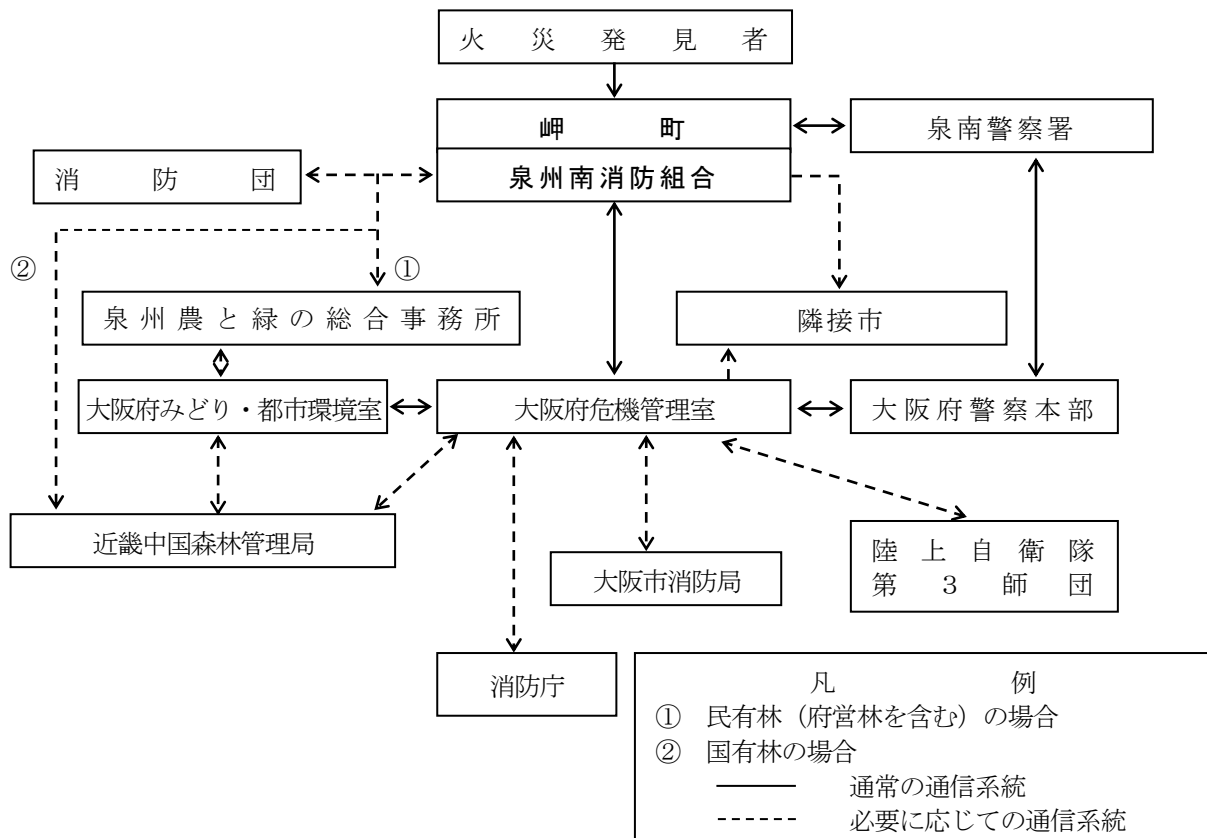 火災発見者
岬町
泉南警察署
消防団
泉州南消防組合
②
①
泉州農と緑の総合事務所
隣接市
大阪府みどり・都市環境室
大阪府危機管理室
大阪府警察本部
近畿中国森林管理局
陸上自衛隊
第３師団
大阪市消防局
消防庁
凡例
① 民有林（府営林を含む）の場合
② 国有林の場合
通常の通信系統
必要に応じての通信系統